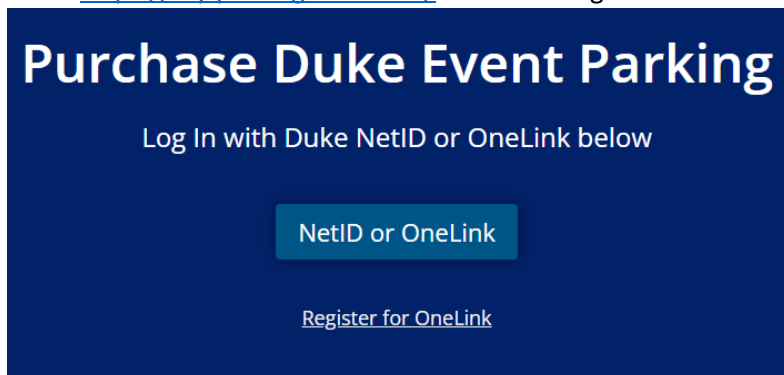 Purchase Duke Event Parking
Log In with Duke NetID or OneLink below
NetID or OneLink
Register for OneLink